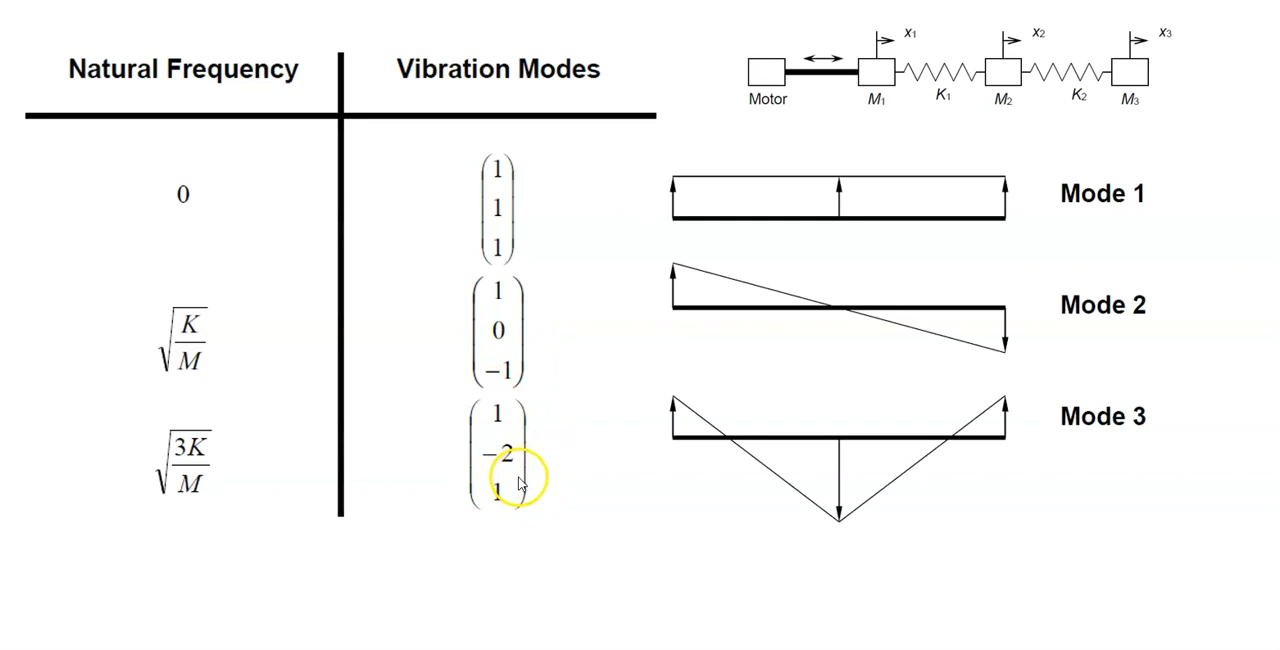 Natural Frequency Vibration Modes
x₁ x₂ x₃
Motor M₁ K₁ M₂ K₂ M₃
0
1
1
1
Mode 1
√(K/M)
1
0
−1
Mode 2
√(3K/M)
1
−2
1
Mode 3